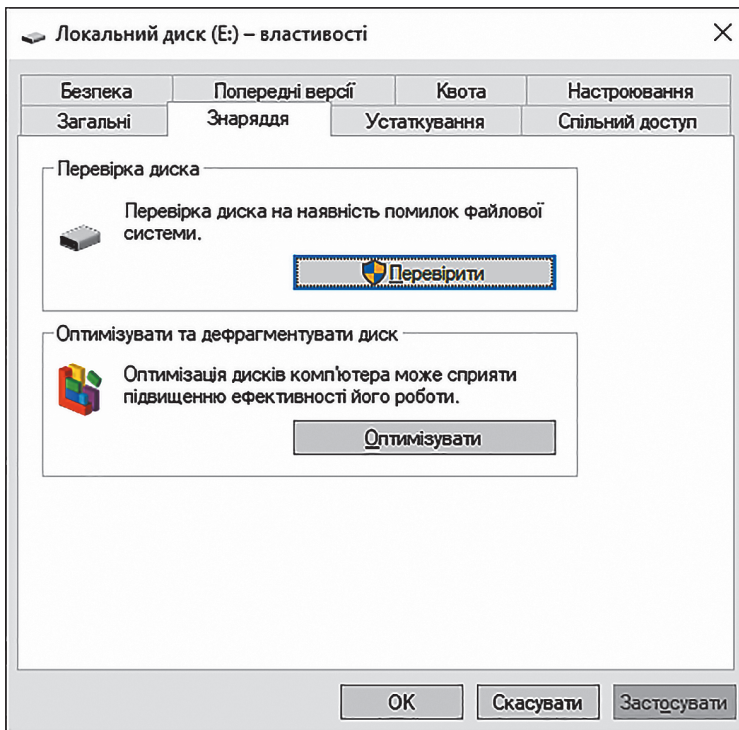 Локальний диск (E:) – властивості
Безпека Попередні версії Квота Настроювання
Загальні Знаряддя Устаткування Спільний доступ
Перевірка диска
Перевірка диска на наявність помилок файлової
системи.
Перевірити
Оптимізувати та дефрагментувати диск
Оптимізація дисків комп'ютера може сприяти
підвищенню ефективності його роботи.
Оптимізувати
OK Скасувати Застосувати